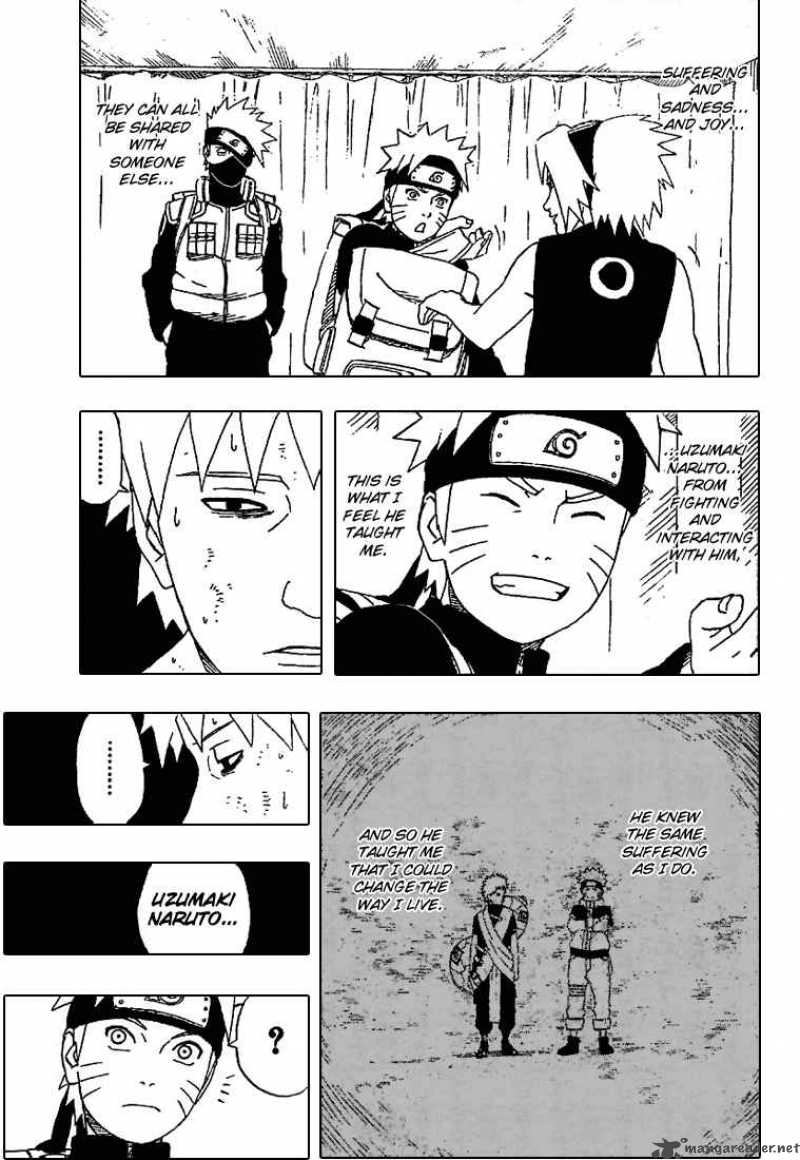 SUFFERING
AND
SADNESS...
AND JOY...
THEY CAN ALL
BE SHARED
WITH
SOMEONE
ELSE...
...UZUMAKI
NARUTO...
FROM
FIGHTING
AND
INTERACTING
WITH HIM,
THIS IS
WHAT I
FEEL HE
TAUGHT
ME.
........
HE KNEW
THE SAME
SUFFERING
AS I DO.
AND SO HE
TAUGHT ME
THAT I COULD
CHANGE THE
WAY I LIVE.
........
UZUMAKI
NARUTO...
?
mangareader.net